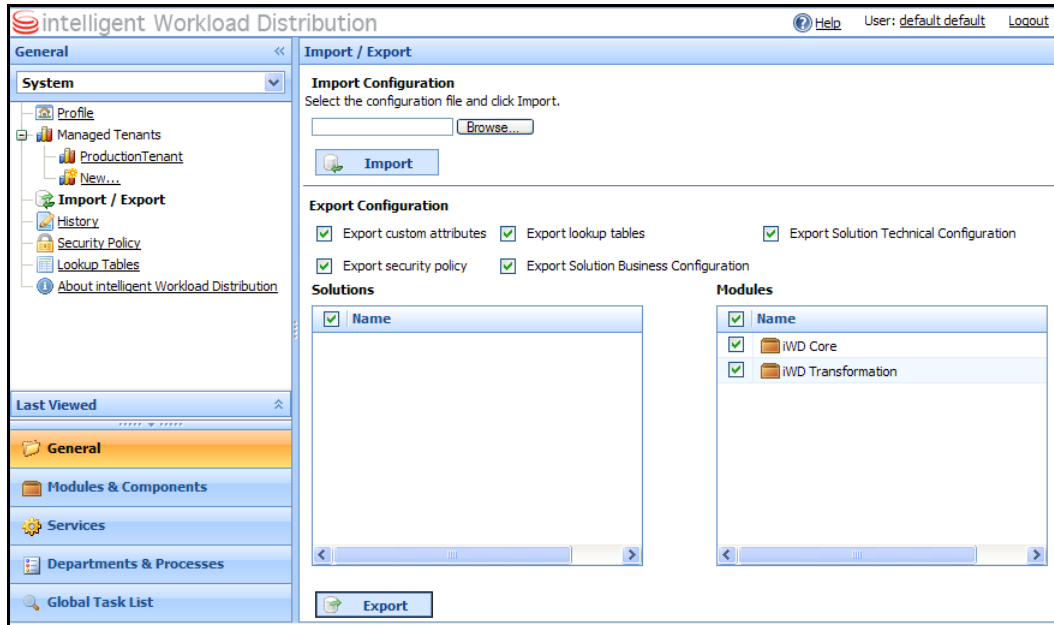 intelligent Workload Distribution
Help
User: default default
Logout
General
System
Profile
Managed Tenants
ProductionTenant
New...
Import / Export
History
Security Policy
Lookup Tables
About intelligent Workload Distribution
Last Viewed
General
Modules & Components
Services
Departments & Processes
Global Task List
Import / Export
Import Configuration
Select the configuration file and click Import.
Browse...
Import
Export Configuration
Export custom attributes
Export lookup tables
Export Solution Technical Configuration
Export security policy
Export Solution Business Configuration
Solutions
Name
Modules
Name
iWD Core
iWD Transformation
Export